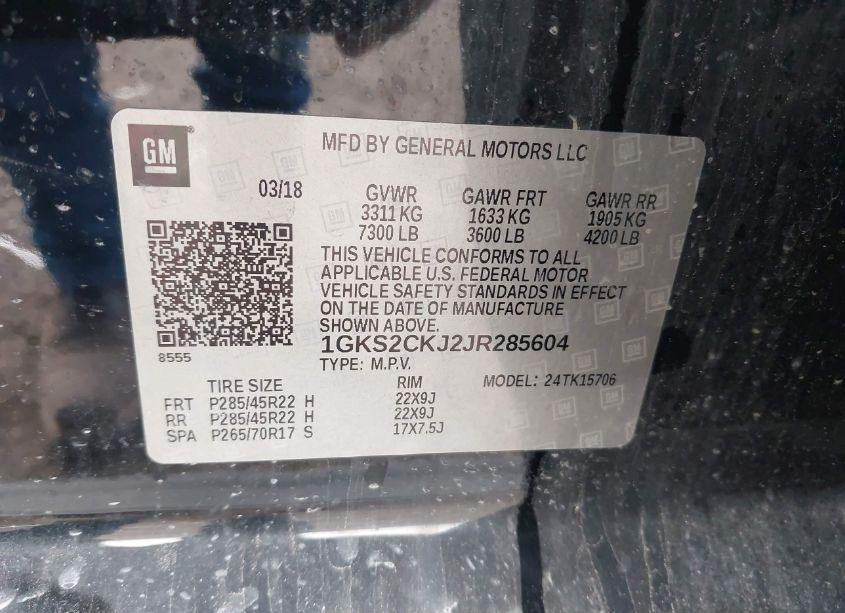 GM
MFD BY GENERAL MOTORS LLC
03/18
GVWR GAWR FRT GAWR RR
3311 KG 1633 KG 1905 KG
7300 LB 3600 LB 4200 LB
THIS VEHICLE CONFORMS TO ALL
APPLICABLE U.S. FEDERAL MOTOR
VEHICLE SAFETY STANDARDS IN EFFECT
ON THE DATE OF MANUFACTURE
SHOWN ABOVE.
8555
1GKS2CKJ2JR285604
TYPE: M.P.V. MODEL: 24TK15706
TIRE SIZE RIM
FRT P285/45R22 H 22X9J
RR P285/45R22 H 22X9J
SPA P265/70R17 S 17X7.5J